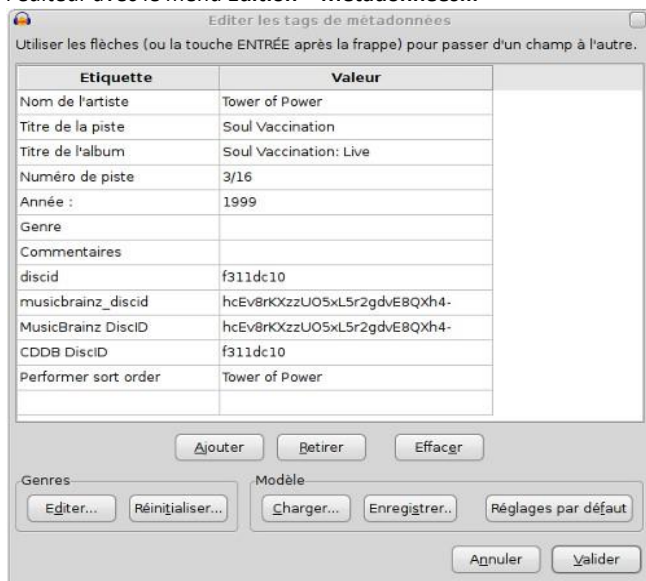 Editer les tags de métadonnées
Utiliser les flèches (ou la touche ENTRÉE après la frappe) pour passer d'un champ à l'autre.
Etiquette Valeur
Nom de l'artiste Tower of Power
Titre de la piste Soul Vaccination
Titre de l'album Soul Vaccination: Live
Numéro de piste 3/16
Année : 1999
Genre
Commentaires
discid f311dc10
musicbrainz_discid hcEv8rKXzzUO5xL5r2gdvE8QXh4-
MusicBrainz DiscID hcEv8rKXzzUO5xL5r2gdvE8QXh4-
CDDB DiscID f311dc10
Performer sort order Tower of Power
Ajouter Retirer Effacer
Genres Modèle
Editer... Réinitialiser... Charger... Enregistrer.. Réglages par défaut
Annuler Valider